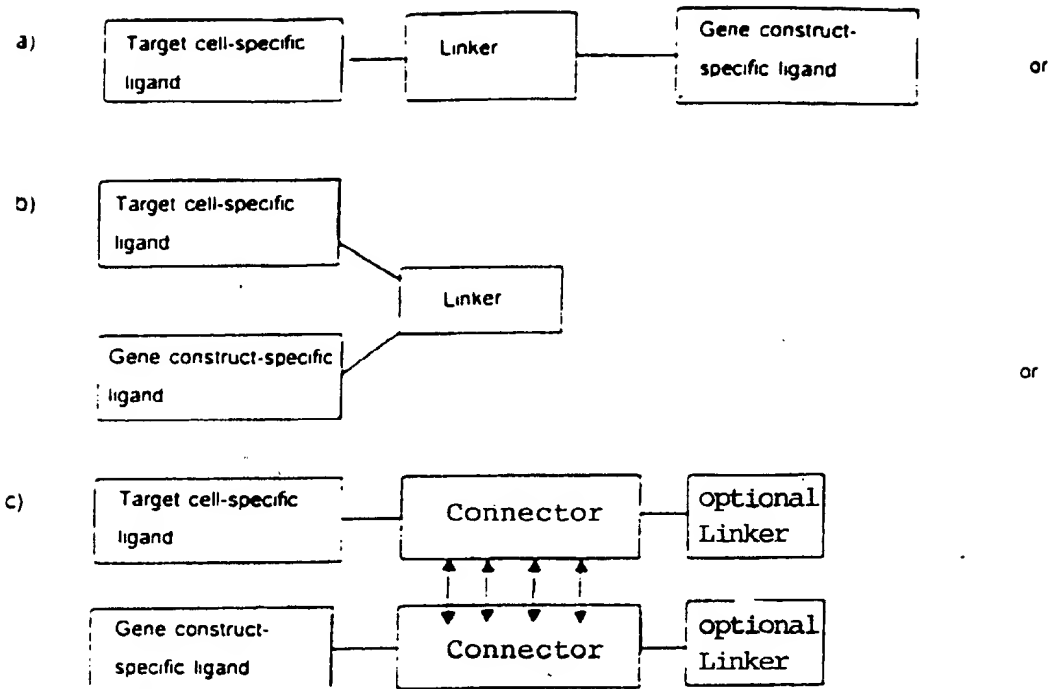 a)
Target cell-specific
ligand
Linker
Gene construct-
specific ligand
or
b)
Target cell-specific
ligand
Linker
Gene construct-specific
ligand
or
c)
Target cell-specific
ligand
Connector
optional
Linker
Gene construct-
specific ligand
Connector
optional
Linker